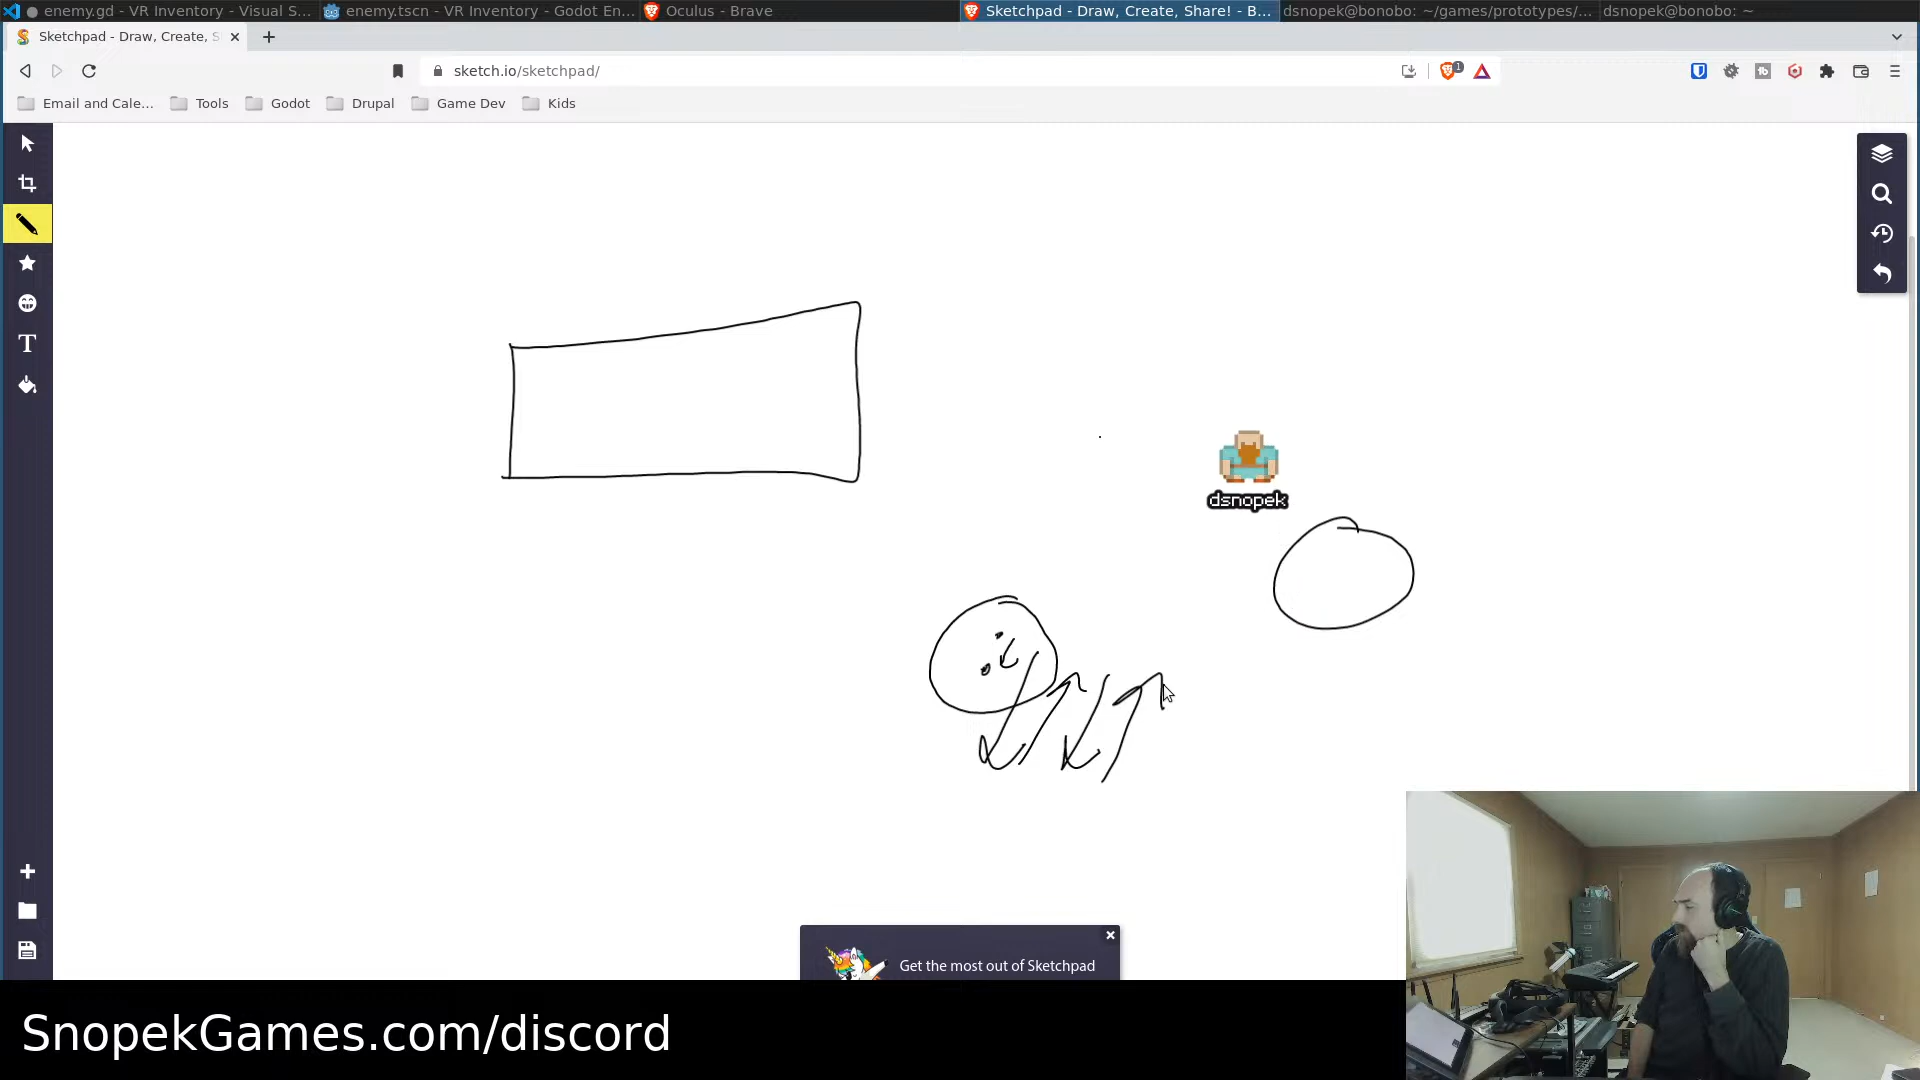 enemy.gd - VR Inventory - Visual S...
enemy.tscn - VR Inventory - Godot En...
Oculus - Brave
Sketchpad - Draw, Create, Share! - B...
dsnopek@bonobo: ~/games/prototypes/...
dsnopek@bonobo: ~
Sketchpad - Draw, Create, S
sketch.io/sketchpad/
1
Email and Cale...
Tools
Godot
Drupal
Game Dev
Kids
T
dsnopek
Get the most out of Sketchpad
SnopekGames.com/discord